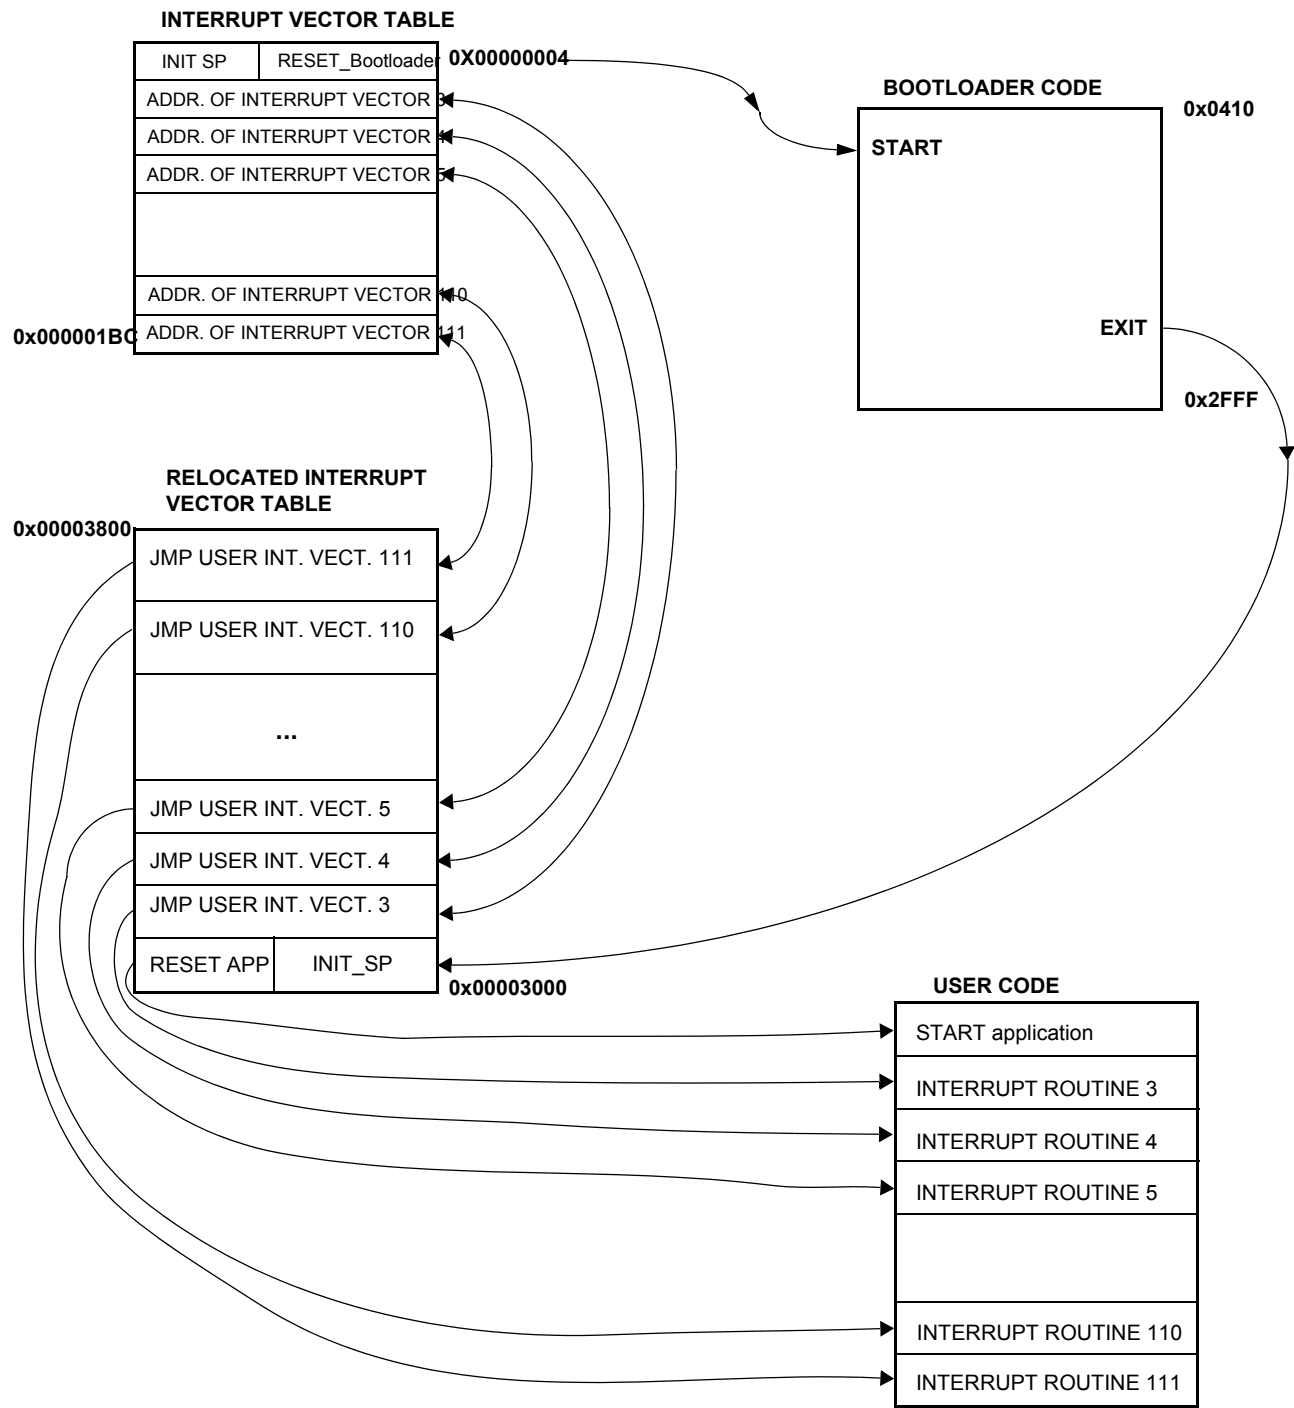 INTERRUPT VECTOR TABLE
INIT SP
RESET_Bootloader
0X00000004
ADDR. OF INTERRUPT VECTOR 3
ADDR. OF INTERRUPT VECTOR 4
ADDR. OF INTERRUPT VECTOR 5
ADDR. OF INTERRUPT VECTOR 110
0x000001BC
ADDR. OF INTERRUPT VECTOR 111
BOOTLOADER CODE
0x0410
START
EXIT
0x2FFF
RELOCATED INTERRUPT
VECTOR TABLE
0x00003800
JMP USER INT. VECT. 111
JMP USER INT. VECT. 110
...
JMP USER INT. VECT. 5
JMP USER INT. VECT. 4
JMP USER INT. VECT. 3
RESET APP
INIT_SP
0x00003000
USER CODE
START application
INTERRUPT ROUTINE 3
INTERRUPT ROUTINE 4
INTERRUPT ROUTINE 5
INTERRUPT ROUTINE 110
INTERRUPT ROUTINE 111